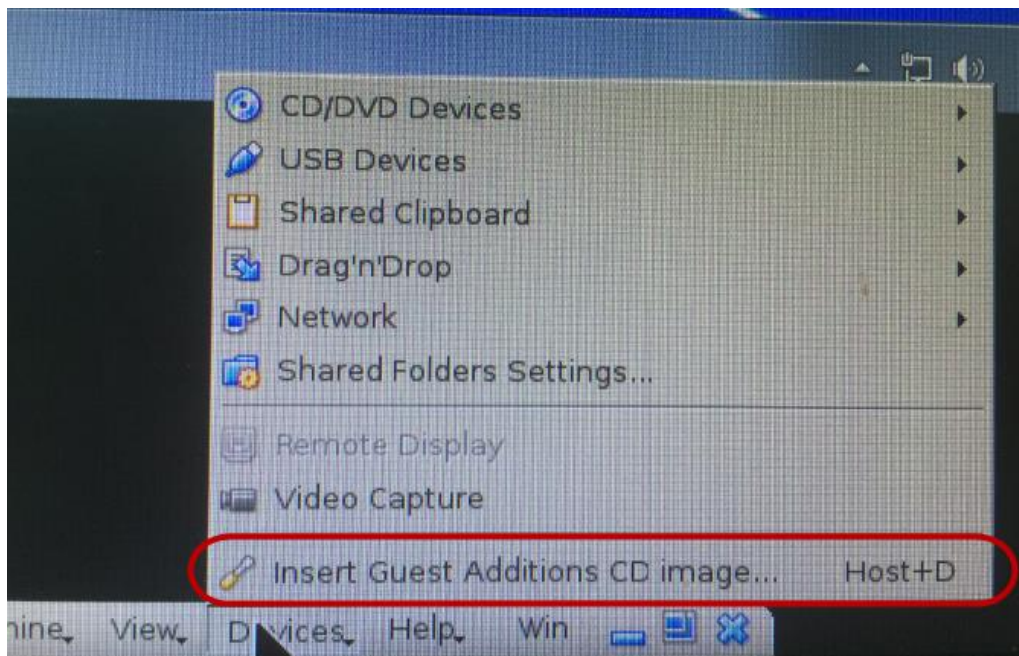 CD/DVD Devices
USB Devices
Shared Clipboard
Drag'n'Drop
Network
Shared Folders Settings...
Remote Display
Video Capture
Insert Guest Additions CD image... Host+D
View Devices Help Win